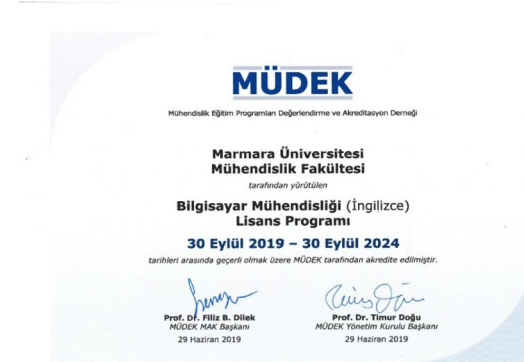 MÜDEK
Mühendislik Eğitim Programları Değerlendirme ve Akreditasyon Derneği
Marmara Üniversitesi
Mühendislik Fakültesi
tarafından yürütülen
Bilgisayar Mühendisliği (İngilizce)
Lisans Programı
30 Eylül 2019 – 30 Eylül 2024
tarihleri arasında geçerli olmak üzere MÜDEK tarafından akredite edilmiştir.
Prof. Dr. Filiz B. Dilek
MÜDEK MAK Başkanı
29 Haziran 2019
Prof. Dr. Timur Doğu
MÜDEK Yönetim Kurulu Başkanı
29 Haziran 2019